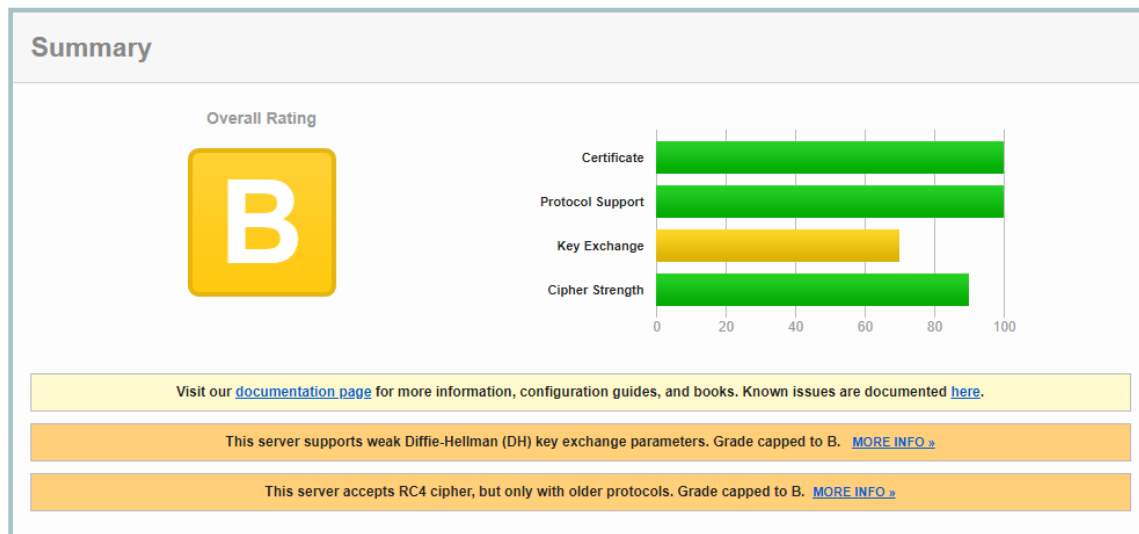 Summary
Overall Rating
B
Certificate
Protocol Support
Key Exchange
Cipher Strength
0 20 40 60 80 100
Visit our documentation page for more information, configuration guides, and books. Known issues are documented here.
This server supports weak Diffie-Hellman (DH) key exchange parameters. Grade capped to B. MORE INFO »
This server accepts RC4 cipher, but only with older protocols. Grade capped to B. MORE INFO »